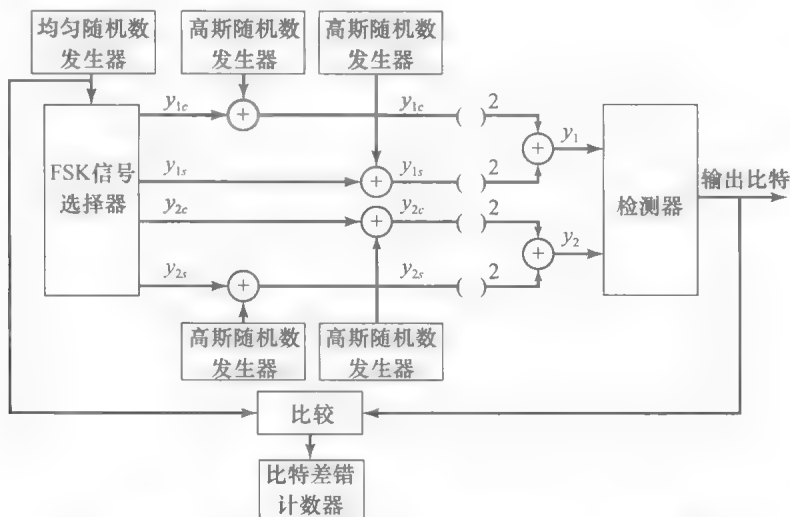 均匀随机数
发生器
高斯随机数
发生器
高斯随机数
发生器
FSK信号
选择器
y1c
y1s
y2c
y2s
+
+
+
+
y1c
y1s
y2c
y2s
( )2
( )2
( )2
( )2
+
+
y1
y2
检测器
输出比特
高斯随机数
发生器
高斯随机数
发生器
比较
比特差错
计数器